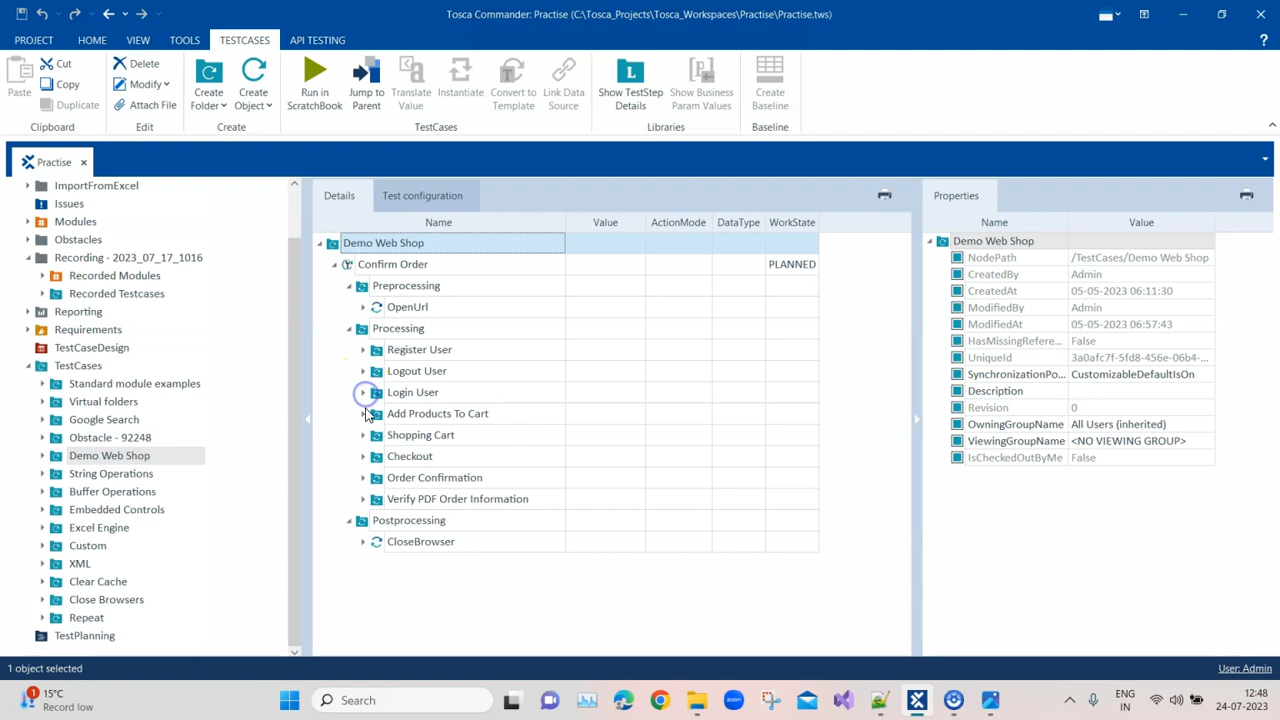 Tosca Commander: Practise (C:\Tosca_Projects\Tosca_Workspaces\Practise\Practise.tws)
PROJECT HOME VIEW TOOLS TESTCASES API TESTING
Paste
Cut
Copy
Duplicate
Clipboard
Delete
Modify
Attach File
Edit
Create Folder
Create Object
Create
Run in ScratchBook
Jump to Parent
Translate Value
Instantiate
Convert to Template
Link Data Source
TestCases
Show TestStep Details
Show Business Param Values
Libraries
Create Baseline
Baseline
Practise
ImportFromExcel
Issues
Modules
Obstacles
Recording - 2023_07_17_1016
Recorded Modules
Recorded Testcases
Reporting
Requirements
TestCaseDesign
TestCases
Standard module examples
Virtual folders
Google Search
Obstacle - 92248
Demo Web Shop
String Operations
Buffer Operations
Embedded Controls
Excel Engine
Custom
XML
Clear Cache
Close Browsers
Repeat
TestPlanning
Details Test configuration
Name Value ActionMode DataType WorkState
Demo Web Shop
Confirm Order PLANNED
Preprocessing
OpenUrl
Processing
Register User
Logout User
Login User
Add Products To Cart
Shopping Cart
Checkout
Order Confirmation
Verify PDF Order Information
Postprocessing
CloseBrowser
Properties
Name Value
Demo Web Shop
NodePath /TestCases/Demo Web Shop
CreatedBy Admin
CreatedAt 05-05-2023 06:11:30
ModifiedBy Admin
ModifiedAt 05-05-2023 06:57:43
HasMissingRefere... False
UniqueId 3a0afc7f-5fd8-456e-06b4-...
SynchronizationPo... CustomizableDefaultIsOn
Description
Revision 0
OwningGroupName All Users (inherited)
ViewingGroupName <NO VIEWING GROUP>
IsCheckedOutByMe False
1 object selected
User: Admin
1
15°C
Record low
Search
ENG
IN
12:48
24-07-2023